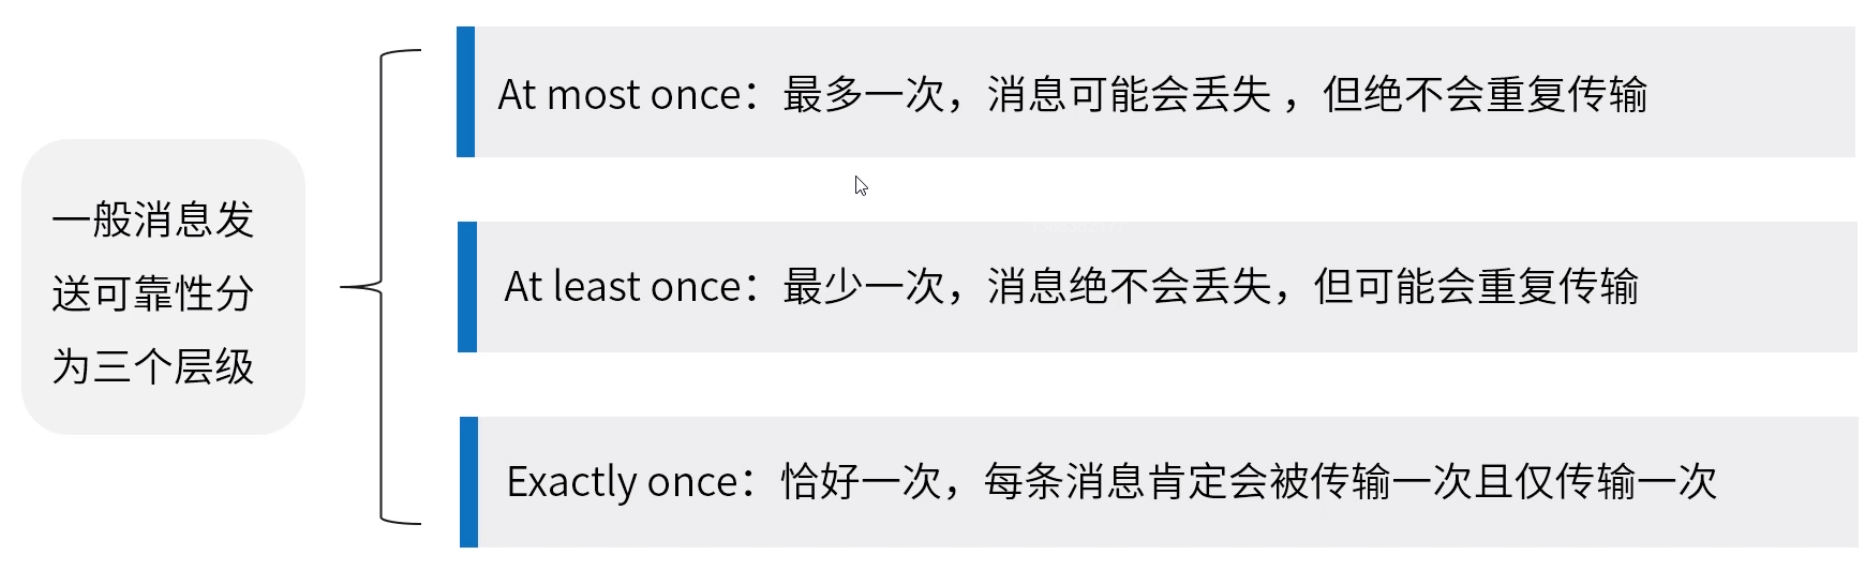 一般消息发
送可靠性分
为三个层级
At most once：最多一次，消息可能会丢失 ，但绝不会重复传输
At least once：最少一次，消息绝不会丢失，但可能会重复传输
Exactly once：恰好一次，每条消息肯定会被传输一次且仅传输一次